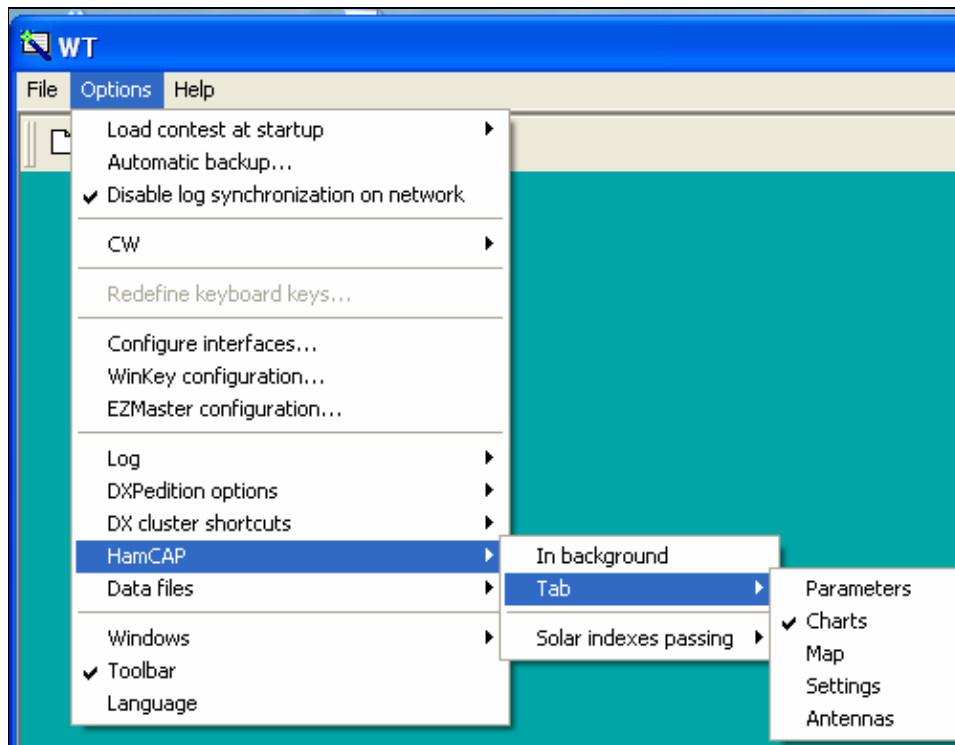 WT
File Options Help
Load contest at startup
Automatic backup...
Disable log synchronization on network
CW
Redefine keyboard keys...
Configure interfaces...
WinKey configuration...
EZMaster configuration...
Log
DXPedition options
DX cluster shortcuts
HamCAP
Data files
Windows
Toolbar
Language
In background
Tab
Solar indexes passing
Parameters
Charts
Map
Settings
Antennas